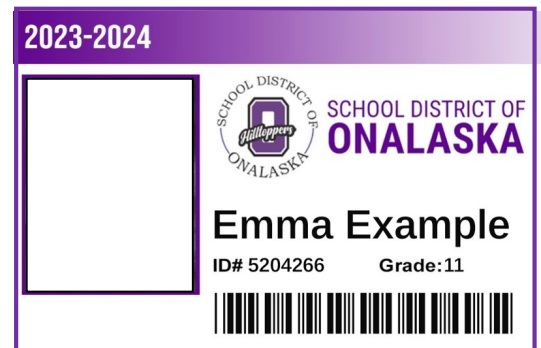 2023-2024
SCHOOL DISTRICT OF
Hilltoppers
ONALASKA
SCHOOL DISTRICT OF
ONALASKA
Emma Example
ID# 5204266 Grade:11